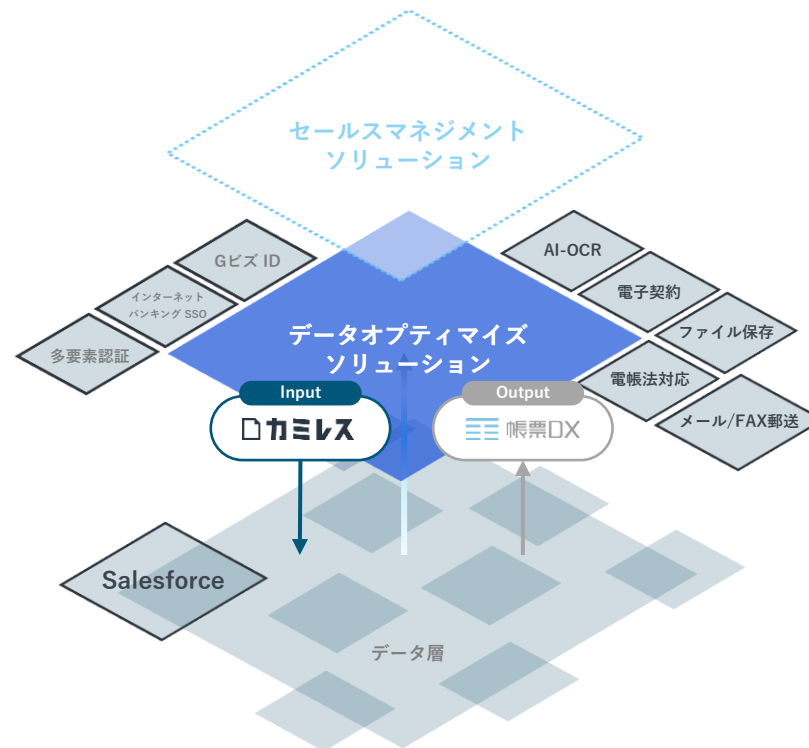 セールスマネジメント
ソリューション
GビズID
インターネット
バンキング SSO
多要素認証
AI-OCR
電子契約
ファイル保存
電帳法対応
メール/FAX郵送
データオプティマイズ
ソリューション
Input
カミレス
Output
帳票DX
Salesforce
データ層